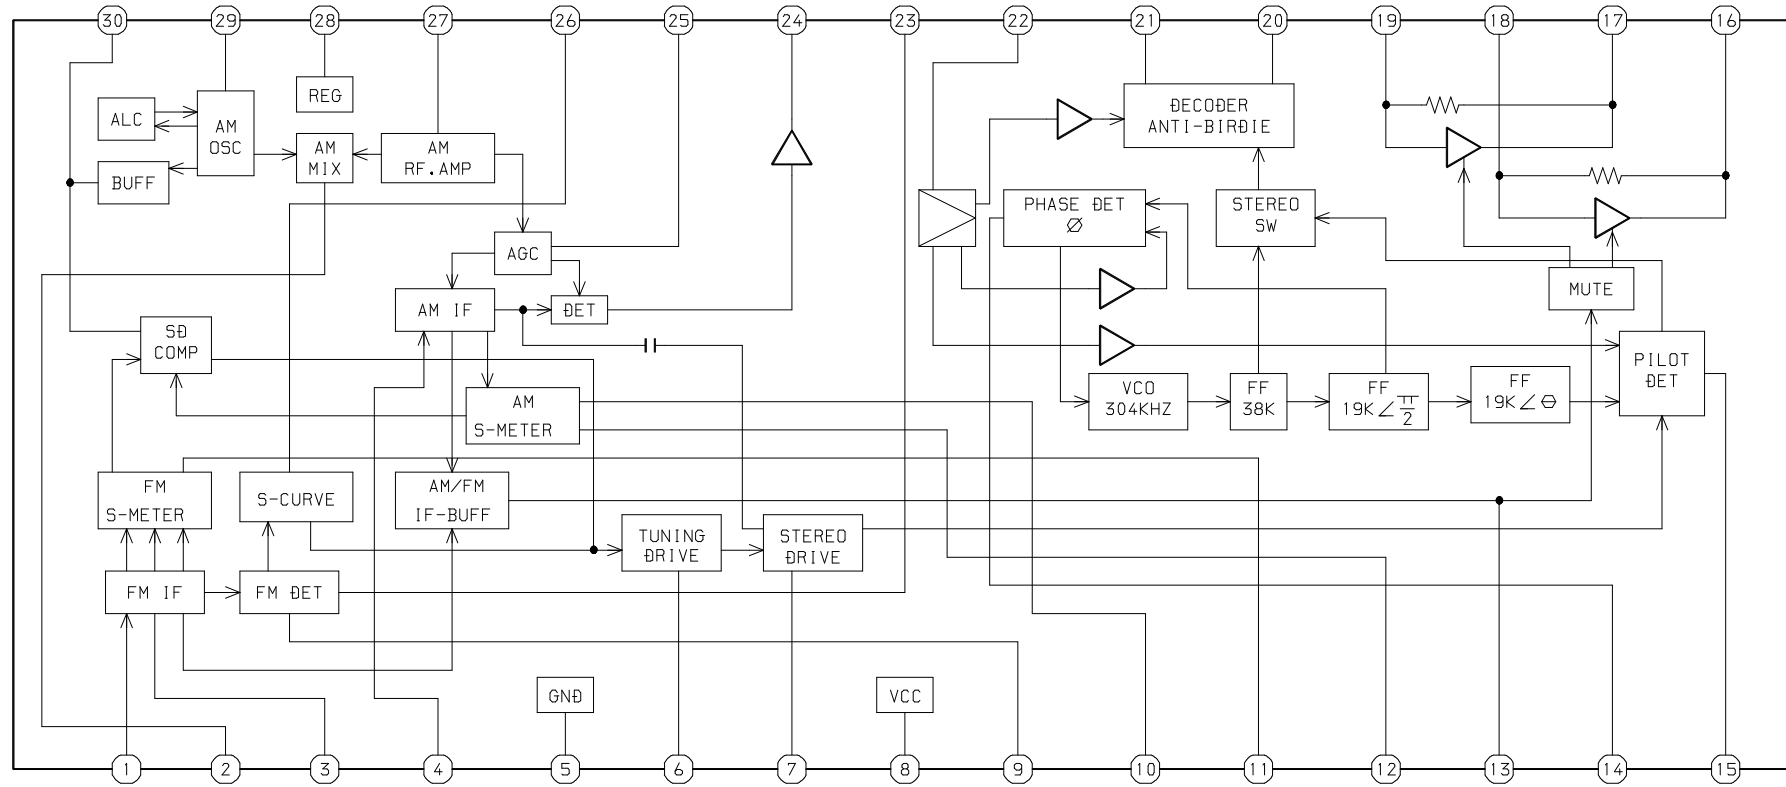 30 29 28 27 26 25 24 23 22 21 20 19 18 17 16
REG
ALC
AM
OSC
AM
MIX
AM
RF.AMP
BUFF
DECODER
ANTI-BIRDIE
PHASE DET
Ø
STEREO
SW
AGC
AM IF
DET
MUTE
SD
COMP
PILOT
DET
AM
S-METER
VCO
304KHZ
FF
38K
FF
19K∠π/2
FF
19K∠θ
FM
S-METER
S-CURVE
AM/FM
IF-BUFF
TUNING
DRIVE
STEREO
DRIVE
FM IF
FM DET
GND
VCC
1 2 3 4 5 6 7 8 9 10 11 12 13 14 15